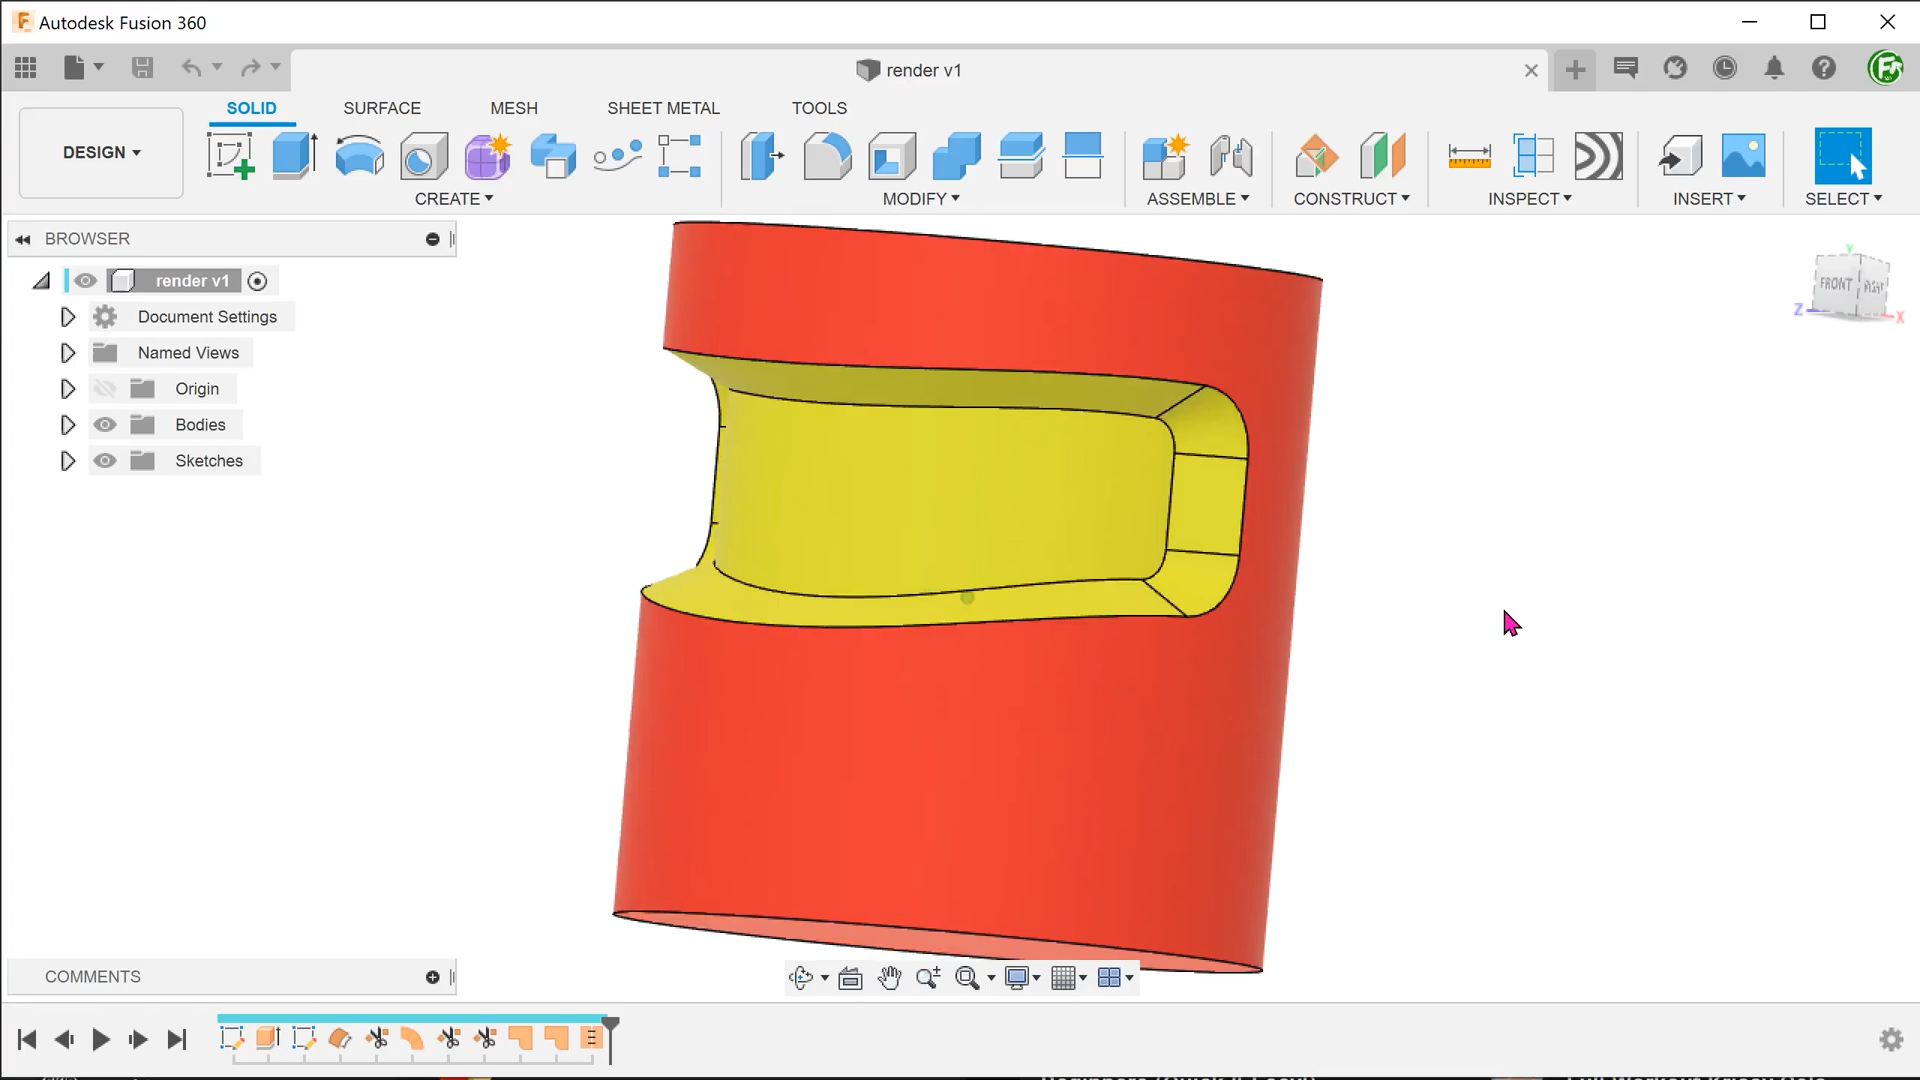 Autodesk Fusion 360
render v1
SOLID
SURFACE
MESH
SHEET METAL
TOOLS
DESIGN
CREATE
MODIFY
ASSEMBLE
CONSTRUCT
INSPECT
INSERT
SELECT
BROWSER
render v1
Document Settings
Named Views
Origin
Bodies
Sketches
FRONT
RIGHT
Y
Z
X
COMMENTS